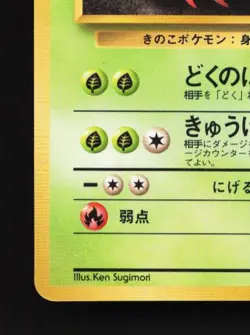 きのこポケモン：身
どくの
相手を「どく」
きゅう
相手にダメージ
ージカウンターを
てよい。
にげる
弱点
Illus.Ken Sugimori